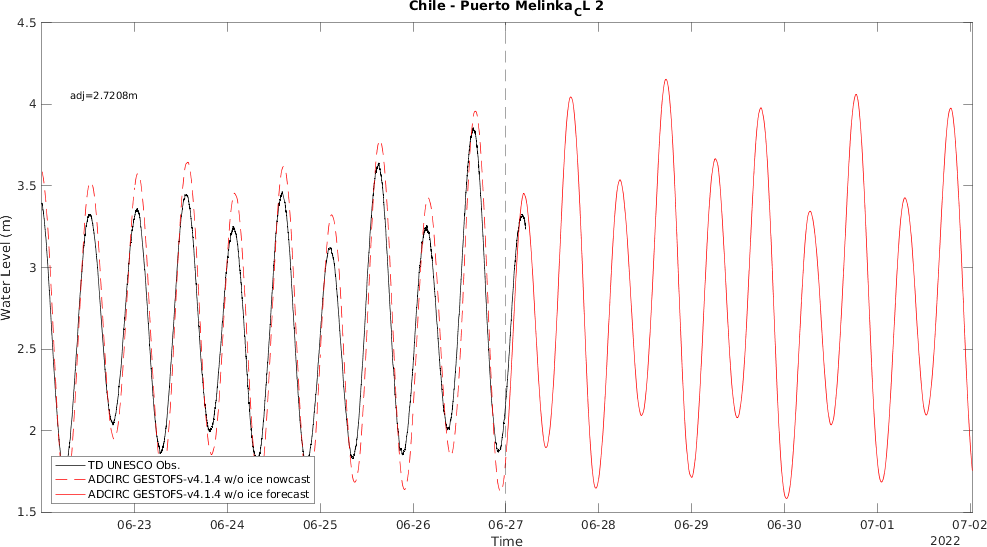 Chile - Puerto Melinka_CL 2
4.5
4
3.5
3
2.5
2
1.5
Water Level (m)
adj=2.7208m
TD UNESCO Obs.
ADCIRC GESTOFS-v4.1.4 w/o ice nowcast
ADCIRC GESTOFS-v4.1.4 w/o ice forecast
06-23 06-24 06-25 06-26 06-27 06-28 06-29 06-30 07-01 07-02
Time
2022